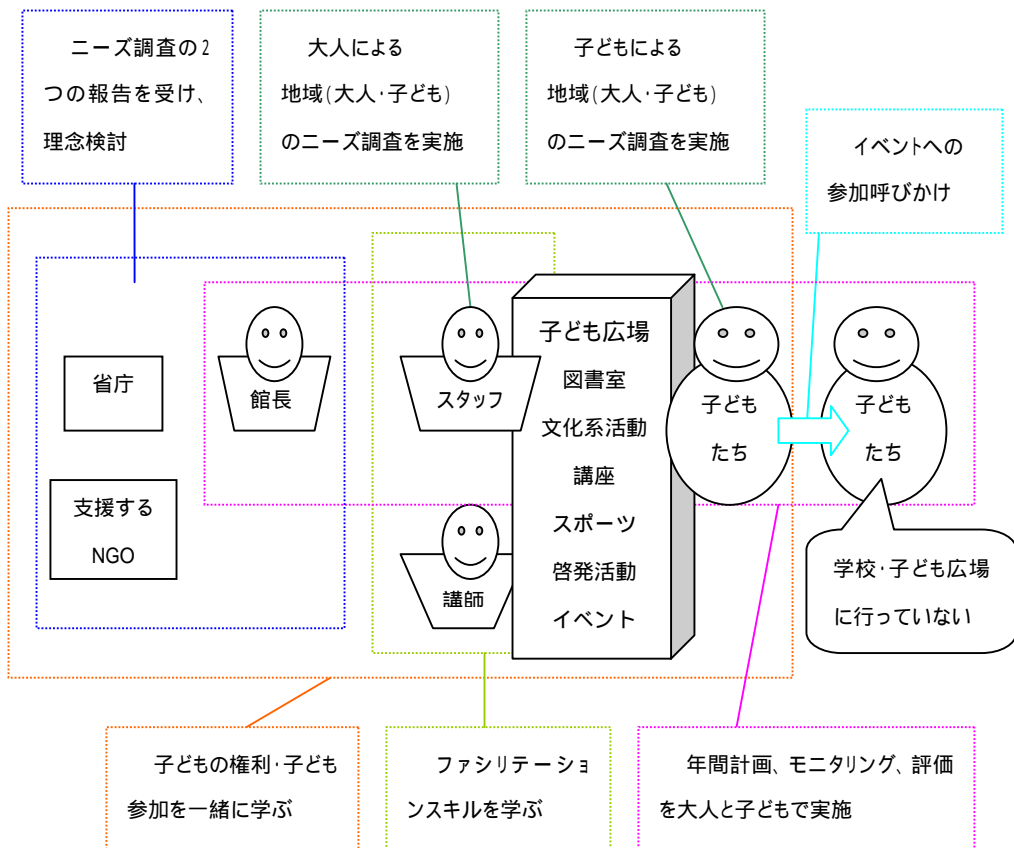 ニーズ調査の2
つの報告を受け、
理念検討
大人による
地域(大人・子ども)
のニーズ調査を実施
子どもによる
地域(大人・子ども)
のニーズ調査を実施
イベントへの
参加呼びかけ
省庁
支援する
NGO
館長
スタッフ
講師
子ども広場
図書室
文化系活動
講座
スポーツ
啓発活動
イベント
子ども
たち
子ども
たち
学校・子ども広場
に行っていない
子どもの権利・子ども
参加を一緒に学ぶ
ファシリテーショ
ンスキルを学ぶ
年間計画、モニタリング、評価
を大人と子どもで実施